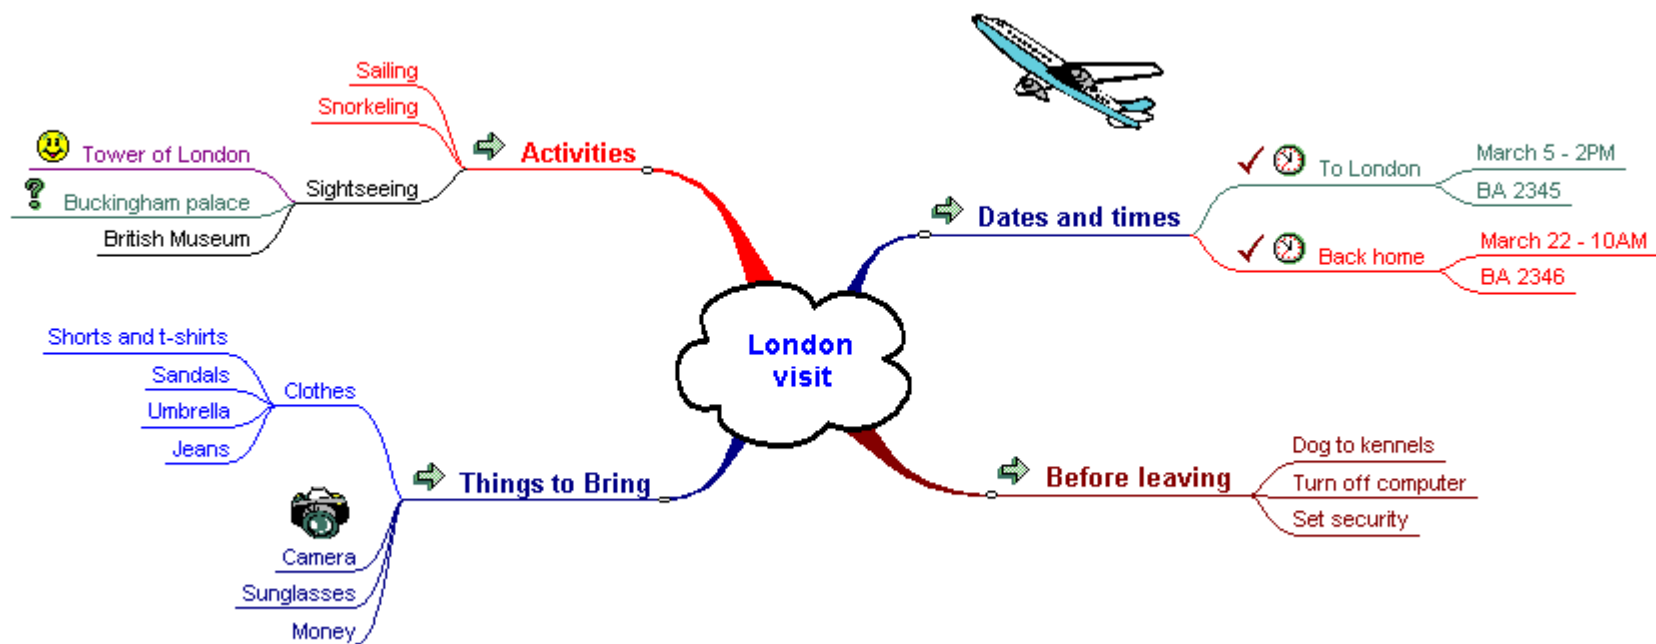 London
visit
Activities
Sailing
Snorkeling
Sightseeing
Tower of London
Buckingham palace
British Museum
Dates and times
To London
March 5 - 2PM
BA 2345
Back home
March 22 - 10AM
BA 2346
Things to Bring
Clothes
Shorts and t-shirts
Sandals
Umbrella
Jeans
Camera
Sunglasses
Money
Before leaving
Dog to kennels
Turn off computer
Set security